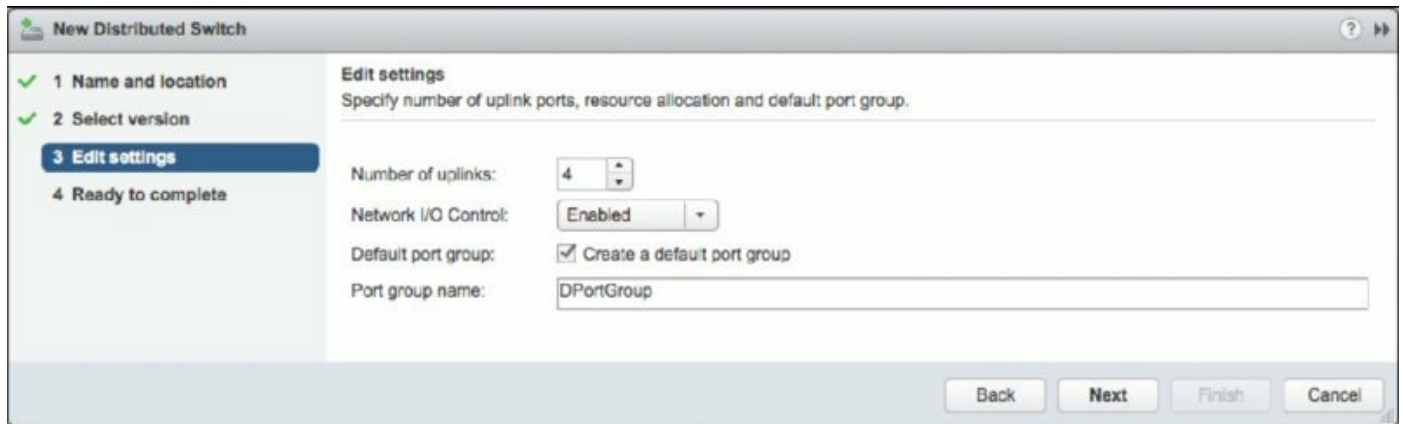 New Distributed Switch
1 Name and location
2 Select version
3 Edit settings
4 Ready to complete
Edit settings
Specify number of uplink ports, resource allocation and default port group.
Number of uplinks: 4
Network I/O Control: Enabled
Default port group: Create a default port group
Port group name: DPortGroup
Back Next Finish Cancel